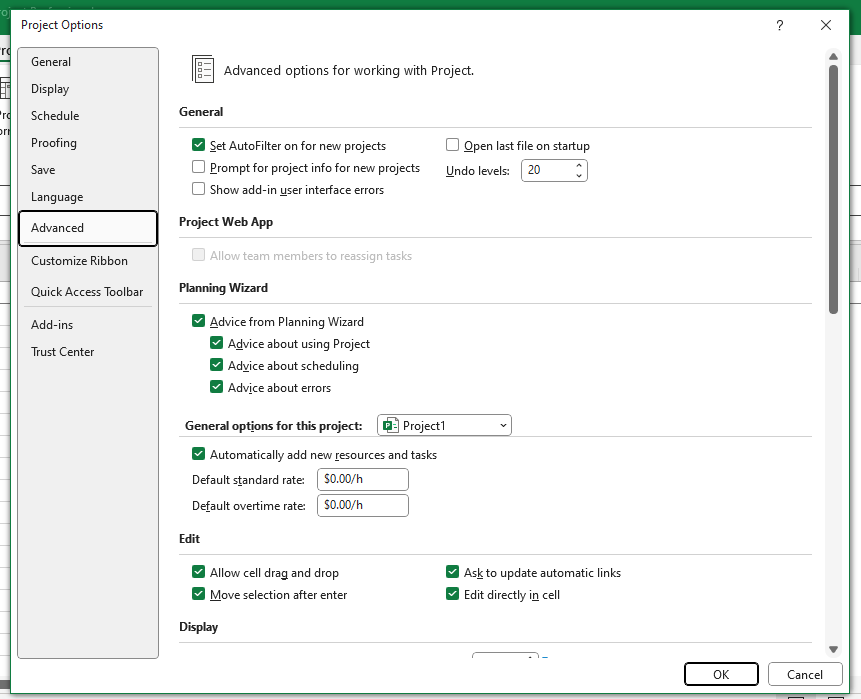 Project Options
?
General
Display
Schedule
Proofing
Save
Language
Advanced
Customize Ribbon
Quick Access Toolbar
Add-ins
Trust Center
Advanced options for working with Project.
General
Set AutoFilter on for new projects
Open last file on startup
Prompt for project info for new projects
Undo levels: 20
Show add-in user interface errors
Project Web App
Allow team members to reassign tasks
Planning Wizard
Advice from Planning Wizard
Advice about using Project
Advice about scheduling
Advice about errors
General options for this project: Project1
Automatically add new resources and tasks
Default standard rate: $0.00/h
Default overtime rate: $0.00/h
Edit
Allow cell drag and drop
Ask to update automatic links
Move selection after enter
Edit directly in cell
Display
OK
Cancel